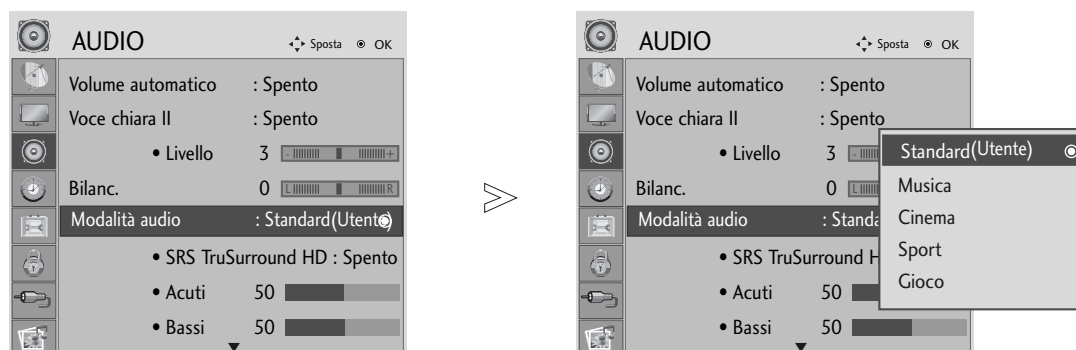 AUDIO
Sposta OK
Volume automatico : Spento
Voce chiara II : Spento
• Livello 3 - +
Bilanc. 0 L R
Modalità audio : Standard(Utente)
• SRS TruSurround HD : Spento
• Acuti 50
• Bassi 50
AUDIO
Sposta OK
Volume automatico : Spento
Voce chiara II : Spento
• Livello 3 -
Bilanc. 0 L
Modalità audio : Standa
• SRS TruSurround H
• Acuti 50
• Bassi 50
Standard(Utente)
Musica
Cinema
Sport
Gioco